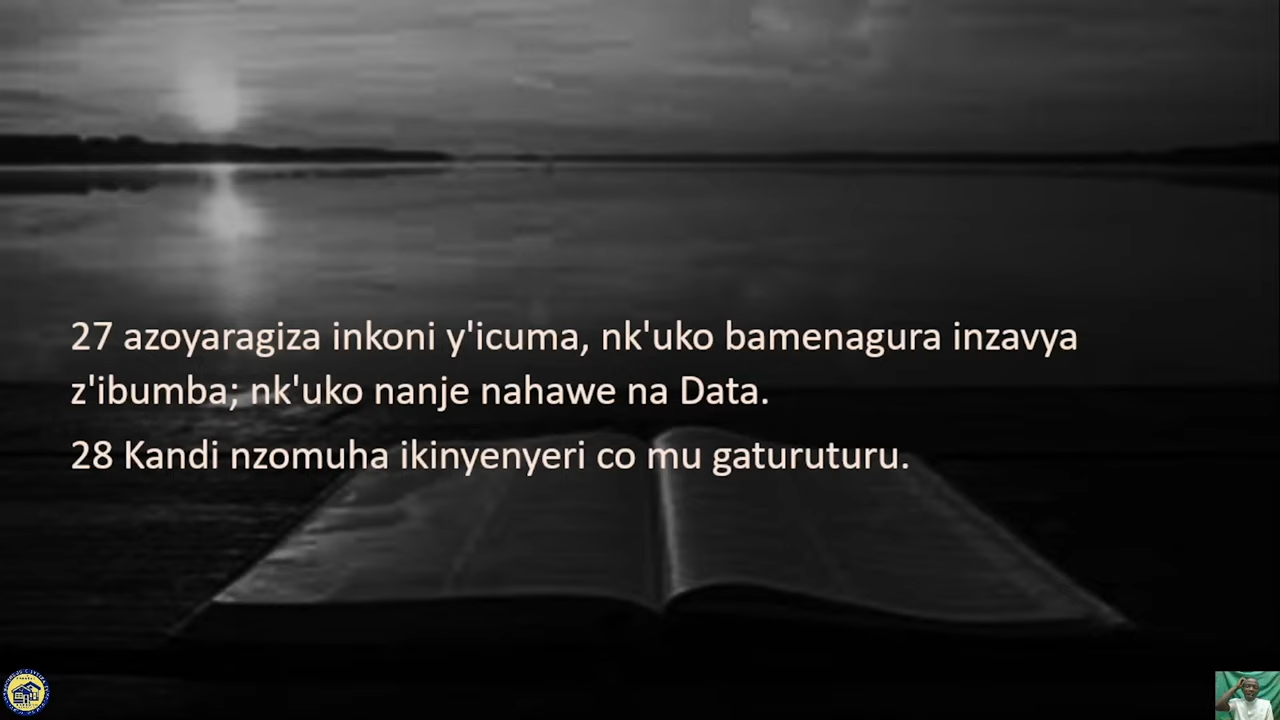 27 azoyaragiza inkoni y'icuma, nk'uko bamenagura inzavya
z'ibumba; nk'uko nanje nahawe na Data.
28 Kandi nzomuha ikinyenyeri co mu gaturuturu.